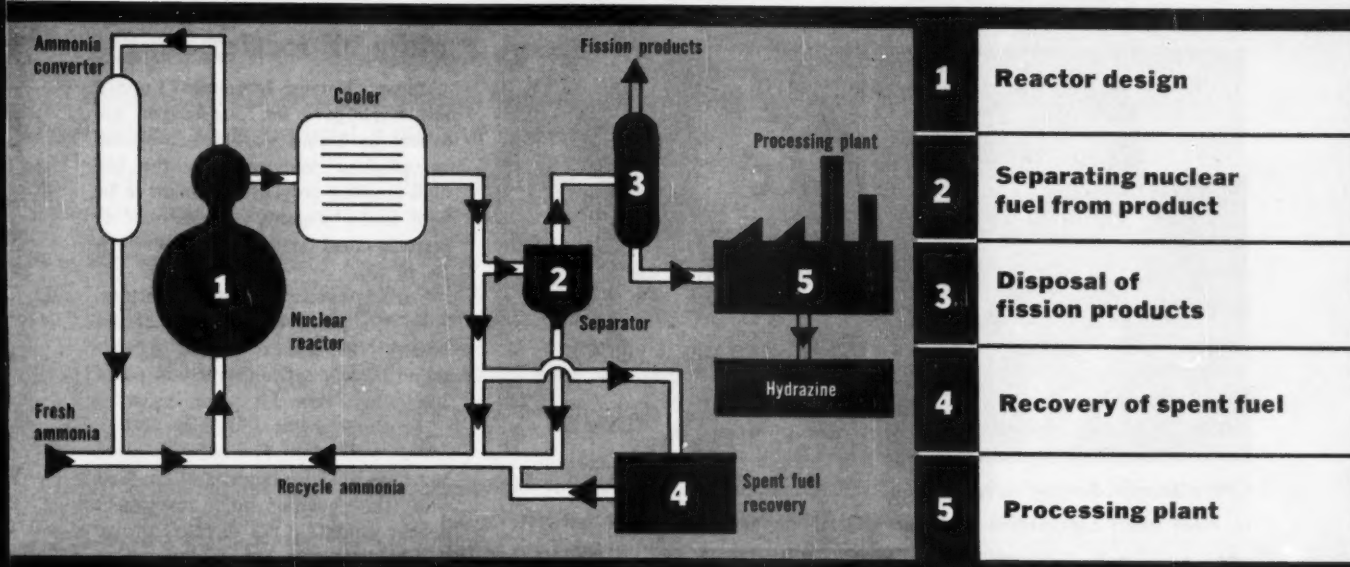 Ammonia
converter
Cooler
Fission products
Processing plant
1
Nuclear
reactor
2
Separator
3
5
Hydrazine
Fresh
ammonia
Recycle ammonia
4
Spent fuel
recovery
1
Reactor design
2
Separating nuclear
fuel from product
3
Disposal of
fission products
4
Recovery of spent fuel
5
Processing plant